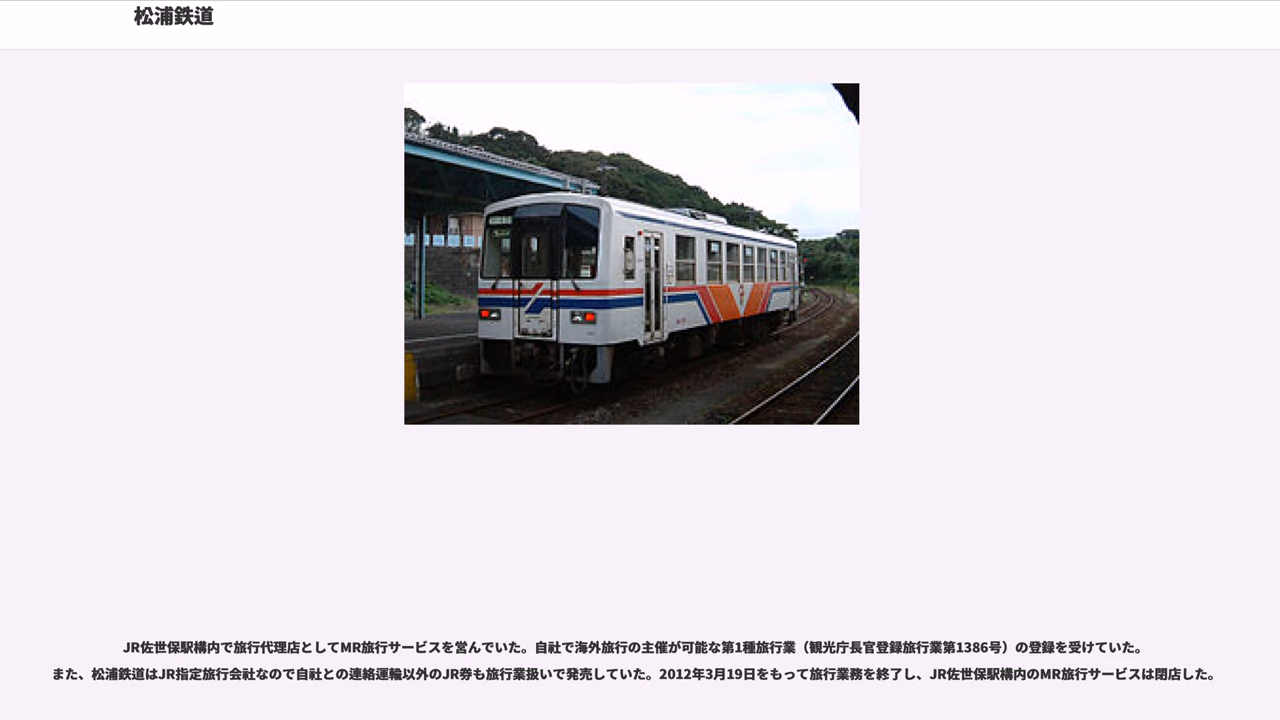 松浦鉄道
JR佐世保駅構内で旅行代理店としてMR旅行サービスを営んでいた。自社で海外旅行の主催が可能な第1種旅行業（観光庁長官登録旅行業第1386号）の登録を受けていた。
また、松浦鉄道はJR指定旅行会社なので自社との連絡運輸以外のJR券も旅行業扱いで発売していた。2012年3月19日をもって旅行業務を終了し、JR佐世保駅構内のMR旅行サービスは閉店した。